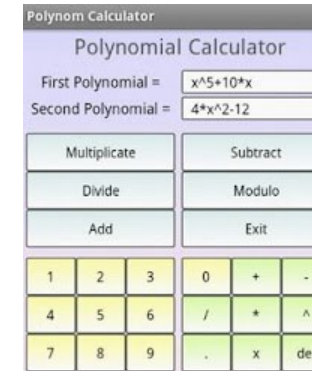 Polynom Calculator
Polynomial Calculator
First Polynomial = x^5+10*x
Second Polynomial = 4*x^2-12
Multiplicate Subtract
Divide Modulo
Add Exit
1 2 3 0 + -
4 5 6 / * ^
7 8 9 . x de